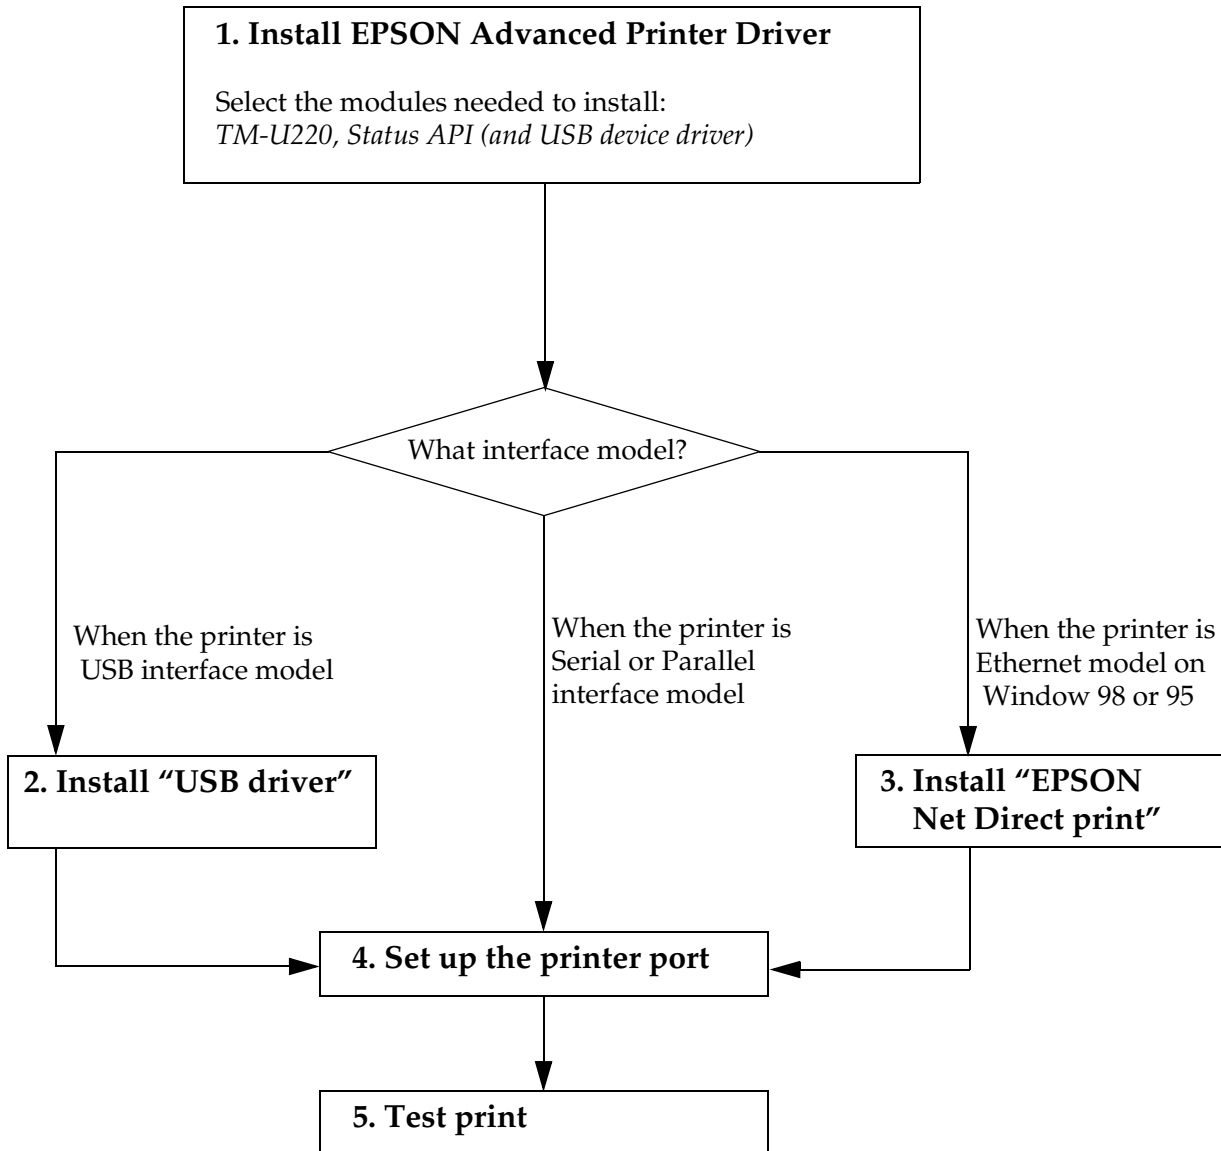 1. Install EPSON Advanced Printer Driver
Select the modules needed to install:
TM-U220, Status API (and USB device driver)
What interface model?
When the printer is
USB interface model
When the printer is
Serial or Parallel
interface model
When the printer is
Ethernet model on
Window 98 or 95
2. Install “USB driver”
3. Install “EPSON
Net Direct print”
4. Set up the printer port
5. Test print